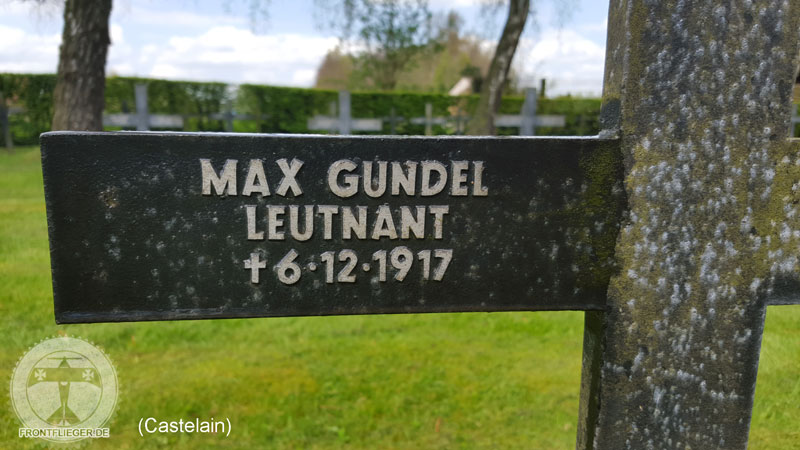 MAX GUNDEL
LEUTNANT
✝6·12·1917
FRONTFLIEGER.DE
(Castelain)